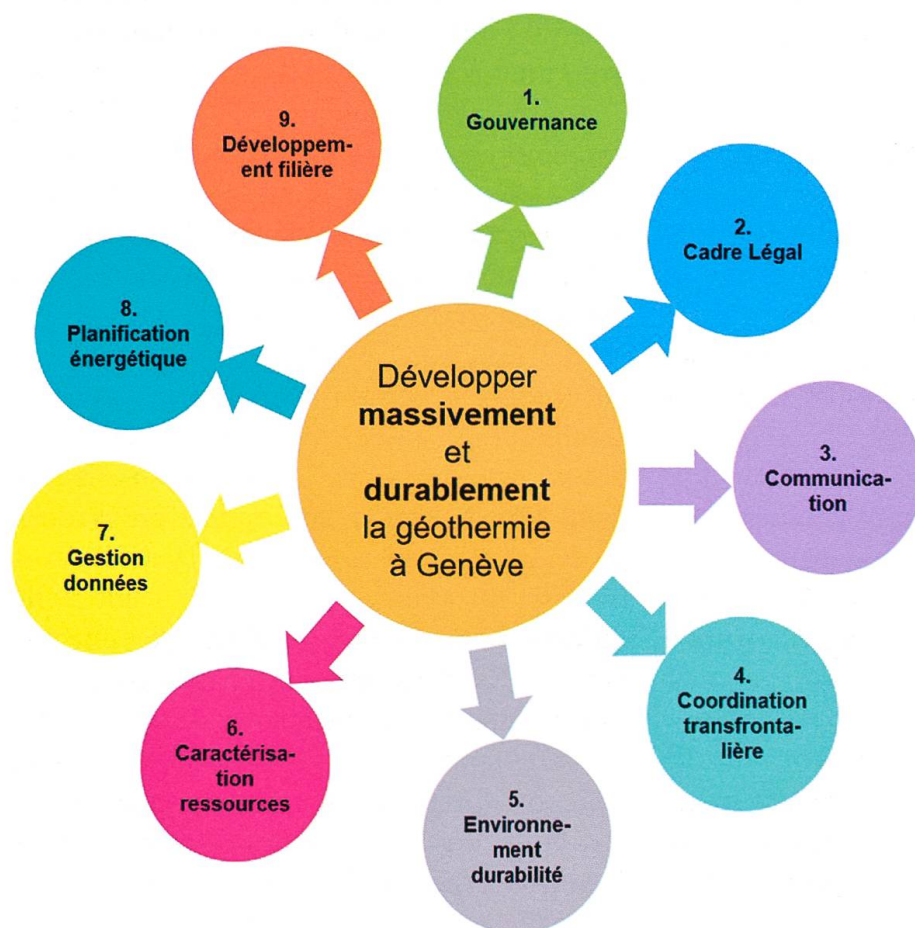 Développer
massivement
et
durablement
la géothermie
à Genève
1.
Gouvernance
2.
Cadre Légal
3.
Communica-
tion
4.
Coordination
transfronta-
lière
5.
Environne-
ment
durabilité
6.
Caractérisa-
tion
ressources
7.
Gestion
données
8.
Planification
énergétique
9.
Développem-
ent filière